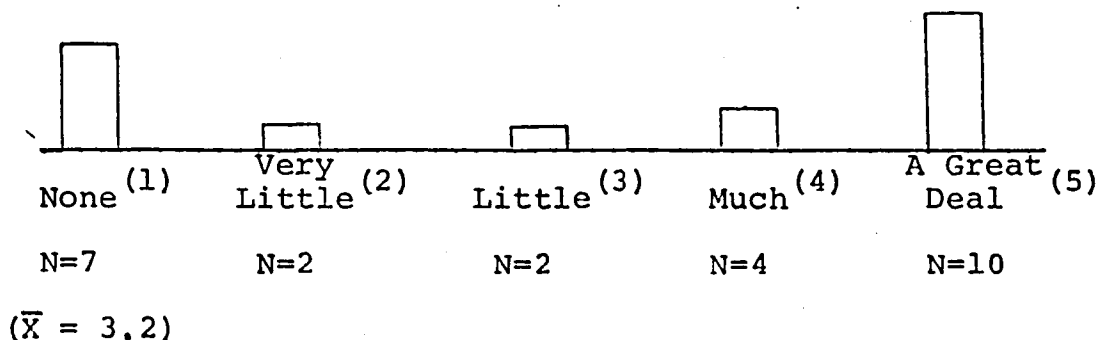 Very A Great
None (1) Little (2) Little (3) Much (4) Deal (5)
N=7 N=2 N=2 N=4 N=10
(X̅ = 3,2)